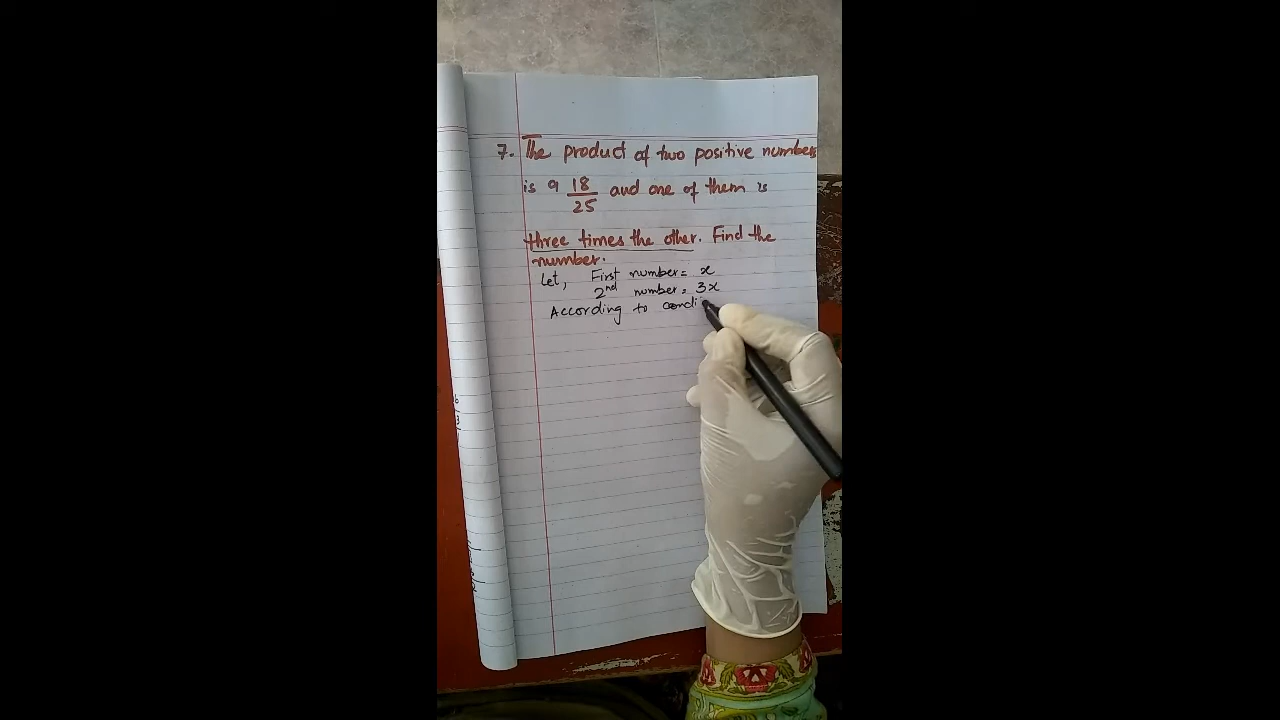 7. The product of two positive numbers
is 9 18/25 and one of them is
three times the other. Find the
number.
Let, First number = x
2nd number = 3x
According to condi